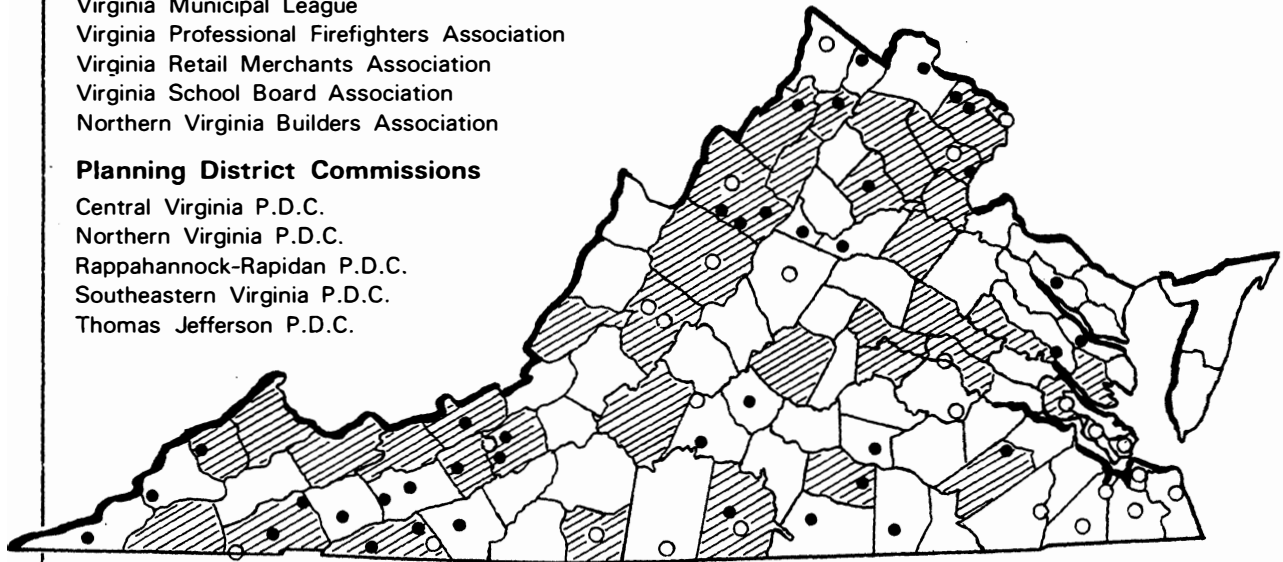 Virginia Municipal League
Virginia Professional Firefighters Association
Virginia Retail Merchants Association
Virginia School Board Association
Northern Virginia Builders Association
Planning District Commissions
Central Virginia P.D.C.
Northern Virginia P.D.C.
Rappahannock-Rapidan P.D.C.
Southeastern Virginia P.D.C.
Thomas Jefferson P.D.C.